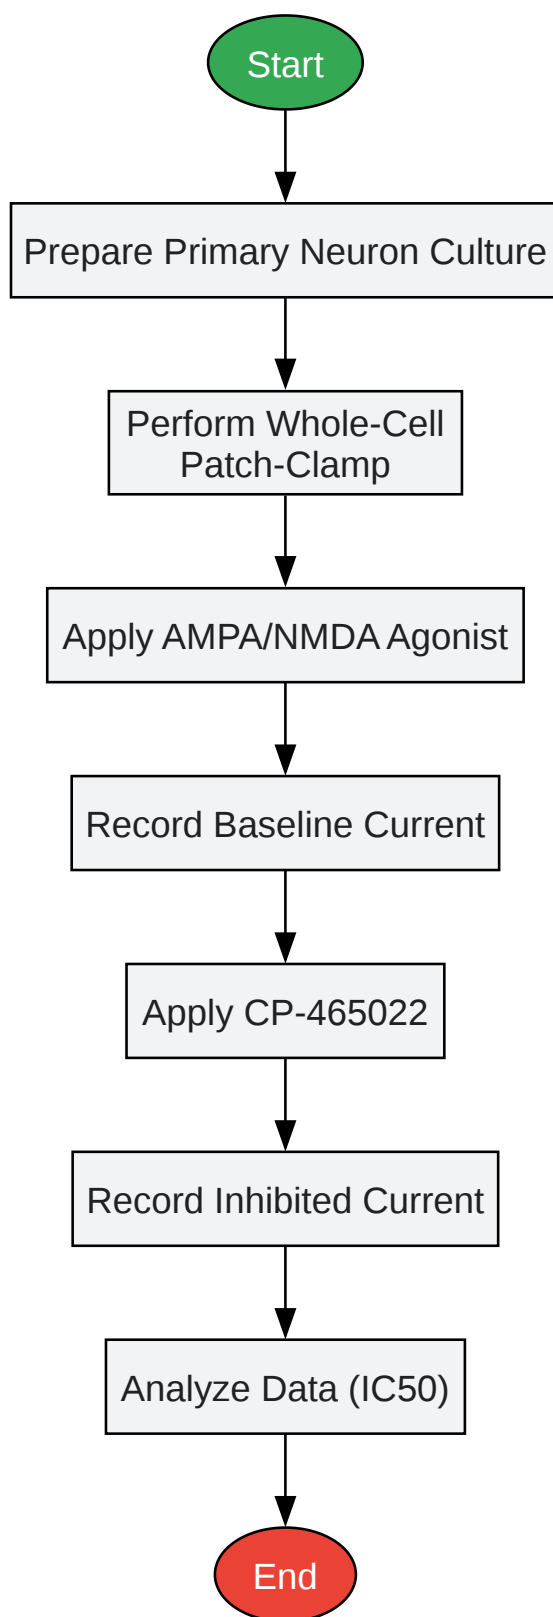 Start
Prepare Primary Neuron Culture
Perform Whole-Cell
Patch-Clamp
Apply AMPA/NMDA Agonist
Record Baseline Current
Apply CP-465022
Record Inhibited Current
Analyze Data (IC50)
End